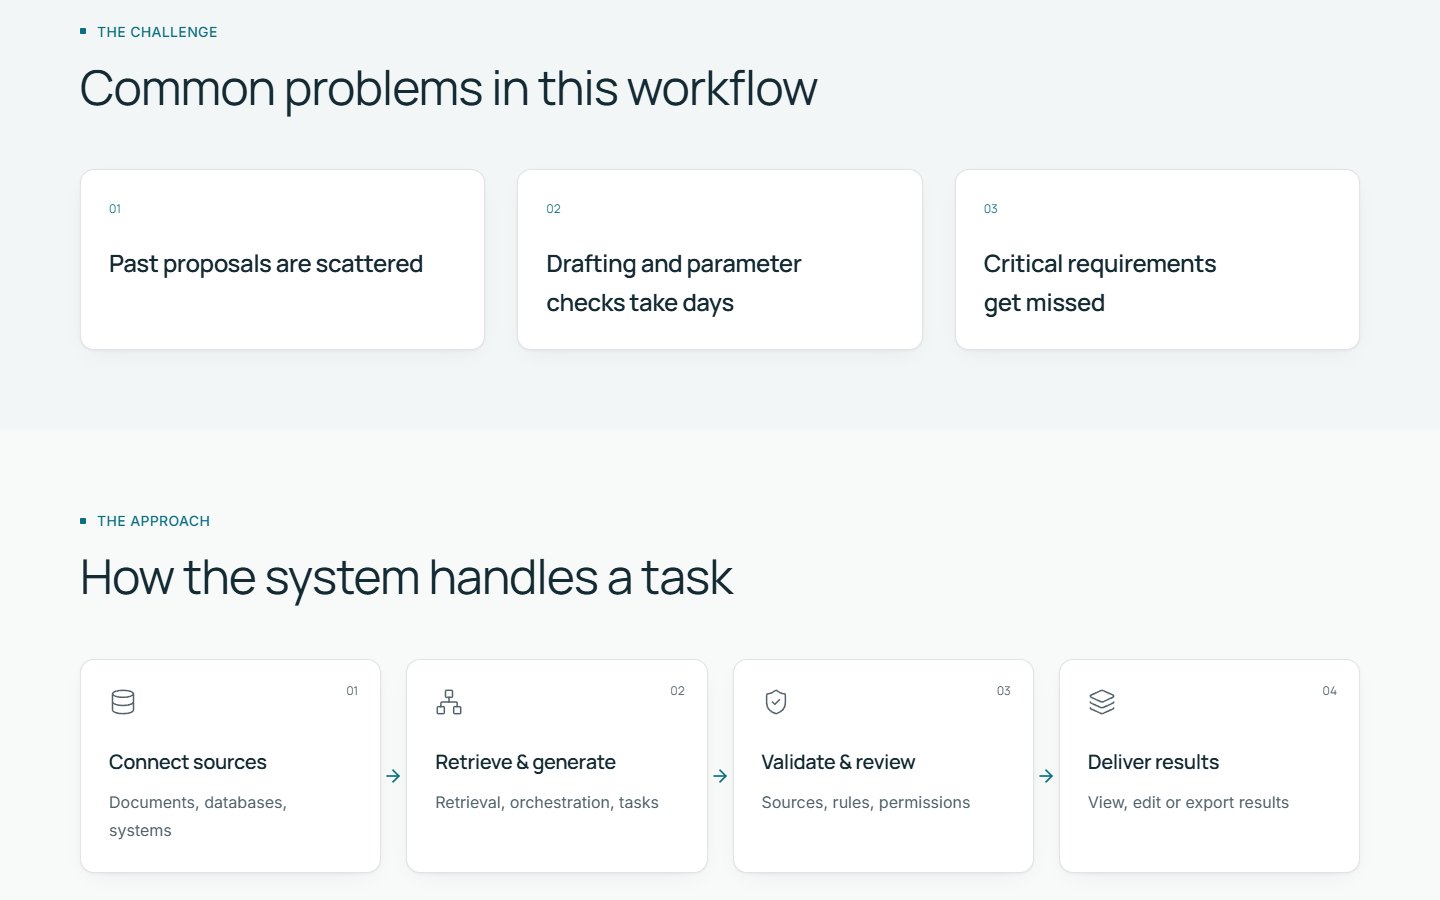 THE CHALLENGE
Common problems in this workflow
01
Past proposals are scattered
02
Drafting and parameter
checks take days
03
Critical requirements
get missed
THE APPROACH
How the system handles a task
01
Connect sources
Documents, databases,
systems
02
Retrieve & generate
Retrieval, orchestration, tasks
03
Validate & review
Sources, rules, permissions
04
Deliver results
View, edit or export results